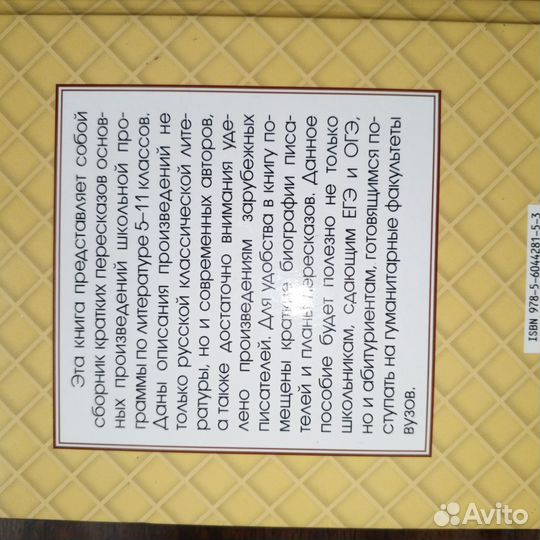 Эта книга представляет собой
сборник кратких пересказов основ-
ных произведений школьной про-
граммы по литературе 5–11 классов.
Даны описания произведений не
только русской классической лите-
ратуры, но и современных авторов,
а также достаточно внимания уде-
лено произведениям зарубежных
писателей. Для удобства в книгу по-
мещены краткие биографии писа-
телей и планы пересказов. Данное
пособие будет полезно не только
школьникам, сдающим ЕГЭ и ОГЭ,
но и абитуриентам, готовящимся по-
ступать на гуманитарные факультеты
вузов.
ISBN 978-5-6044281-5-3
Avito